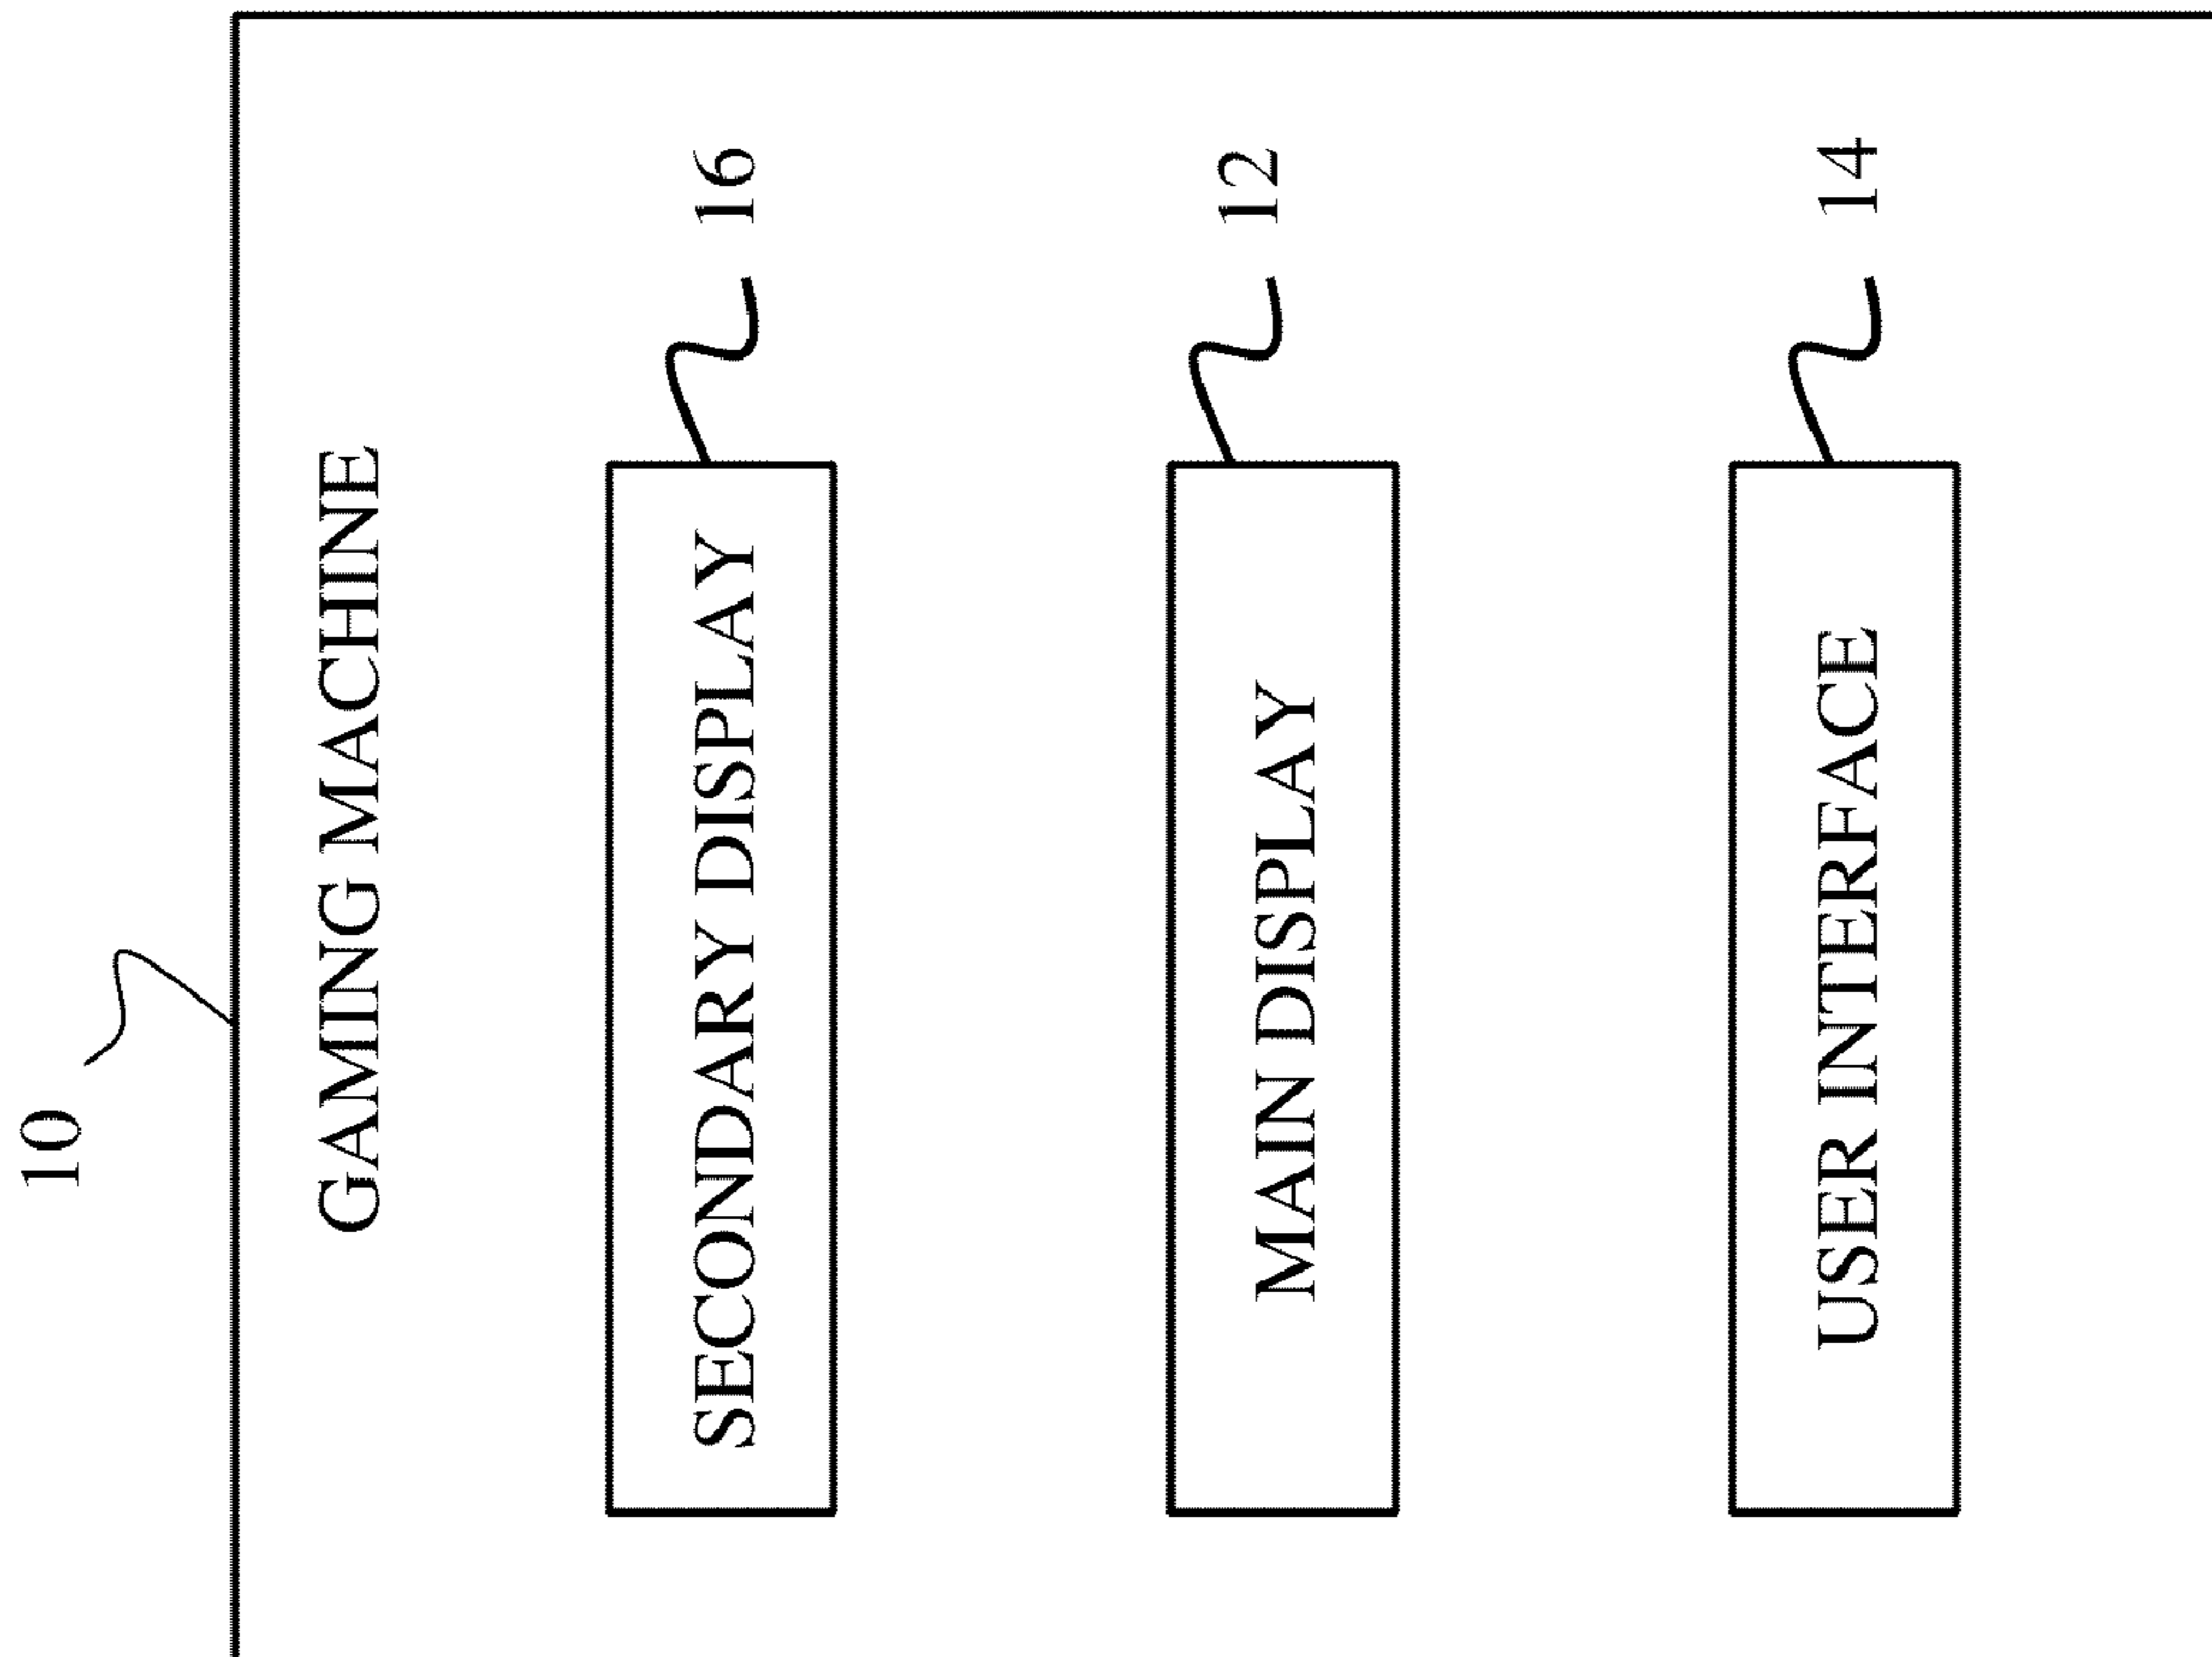 10
GAMING MACHINE
SECONDARY DISPLAY
16
MAIN DISPLAY
12
USER INTERFACE
14